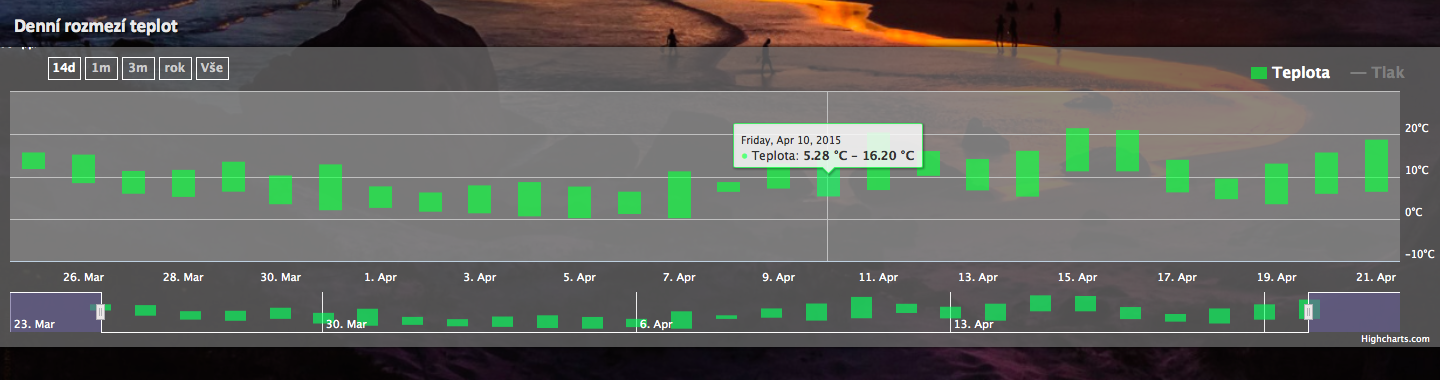 Denní rozmezí teplot
14d 1m 3m rok Vše
Teplota Tlak
20°C
Friday, Apr 10, 2015
Teplota: 5.28 °C – 16.20 °C
10°C
0°C
-10°C
26. Mar 28. Mar 30. Mar 1. Apr 3. Apr 5. Apr 7. Apr 9. Apr 11. Apr 13. Apr 15. Apr 17. Apr 19. Apr 21. Apr
23. Mar 30. Mar 6. Apr 13. Apr
Highcharts.com